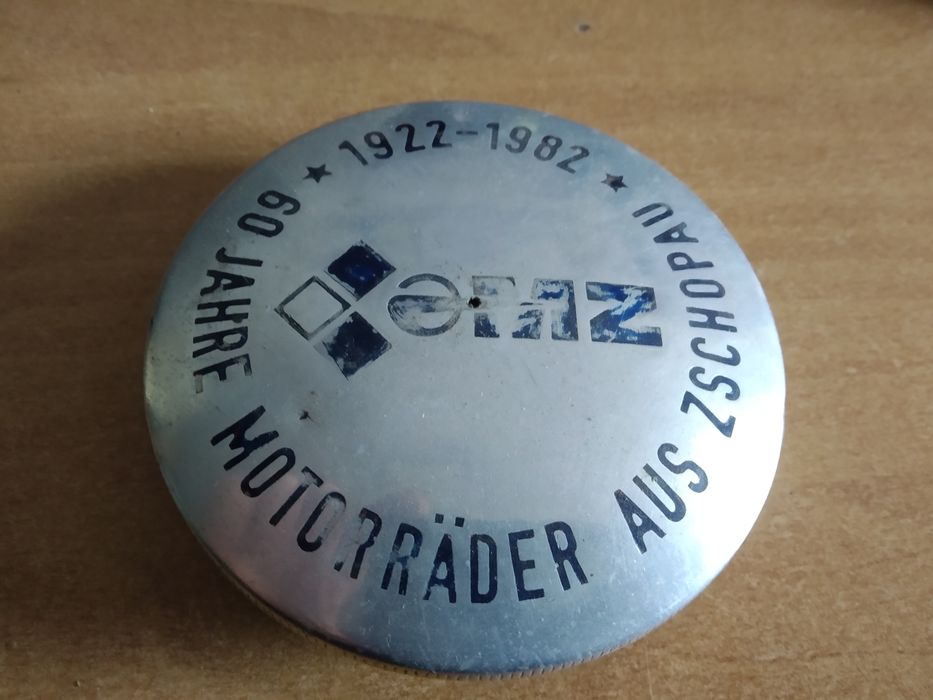 1922-1982
60 JAHRE MOTORRÄDER AUS ZSCHOPAU
MZ